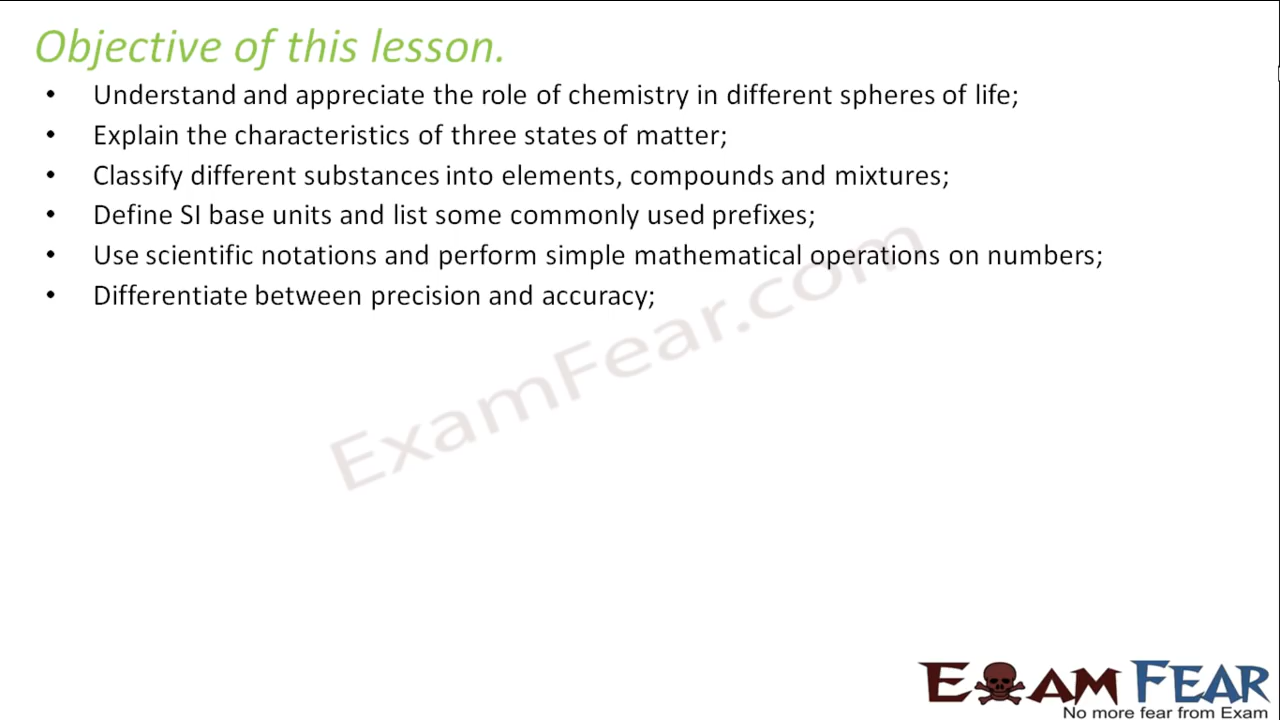 Objective of this lesson.
• Understand and appreciate the role of chemistry in different spheres of life;
• Explain the characteristics of three states of matter;
• Classify different substances into elements, compounds and mixtures;
• Define SI base units and list some commonly used prefixes;
• Use scientific notations and perform simple mathematical operations on numbers;
• Differentiate between precision and accuracy;
ExamFear.com
EXAM FEAR
No more fear from Exam